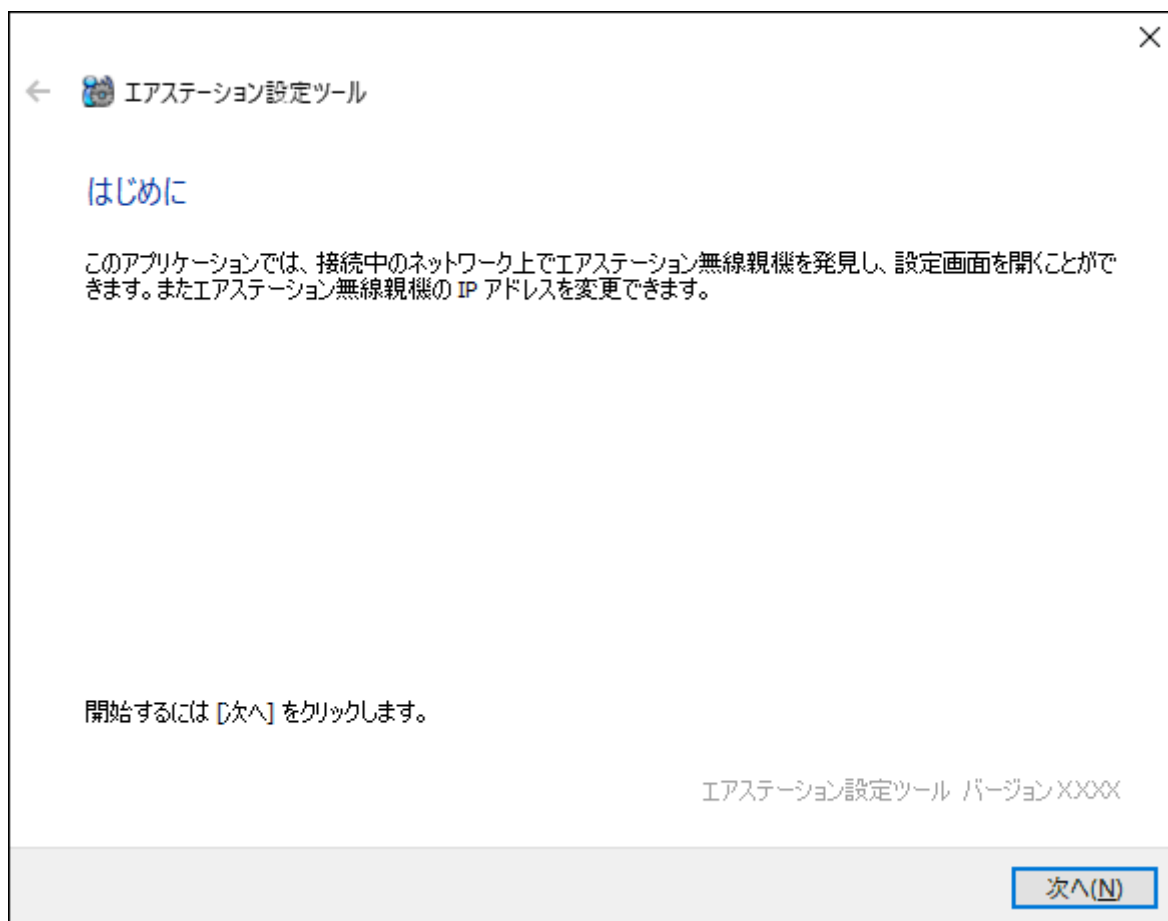 エアステーション設定ツール
はじめに
このアプリケーションでは、接続中のネットワーク上でエアステーション無線親機を発見し、設定画面を開くことがで
きます。またエアステーション無線親機の IP アドレスを変更できます。
開始するには [次へ] をクリックします。
エアステーション設定ツール バージョン XXXX
次へ(N)